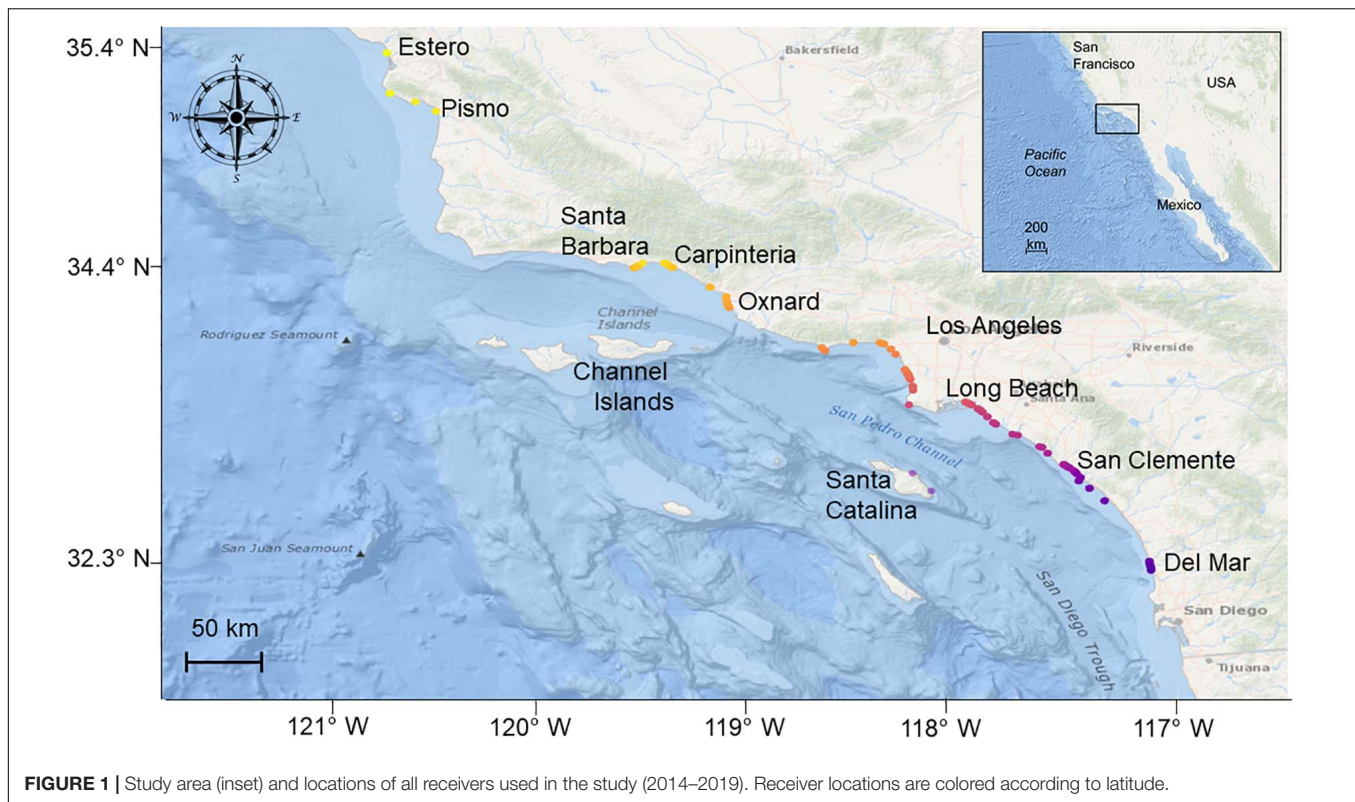 35.4° N
34.4° N
32.3° N
N
W
E
S
Estero
Pismo
Bakersfield
San
Francisco
USA
Pacific
Ocean
Mexico
200
km
Santa
Barbara
Carpinteria
Oxnard
Rodriguez Seamount
Channel
Islands
Channel
Islands
Los Angeles
Riverside
Long Beach
Santa Ana
San Pedro Channel
Santa
Catalina
San Clemente
San Juan Seamount
Del Mar
San Diego Trough
San Diego
Tijuana
50 km
121° W
120° W
119° W
118° W
117° W
FIGURE 1 | Study area (inset) and locations of all receivers used in the study (2014–2019). Receiver locations are colored according to latitude.